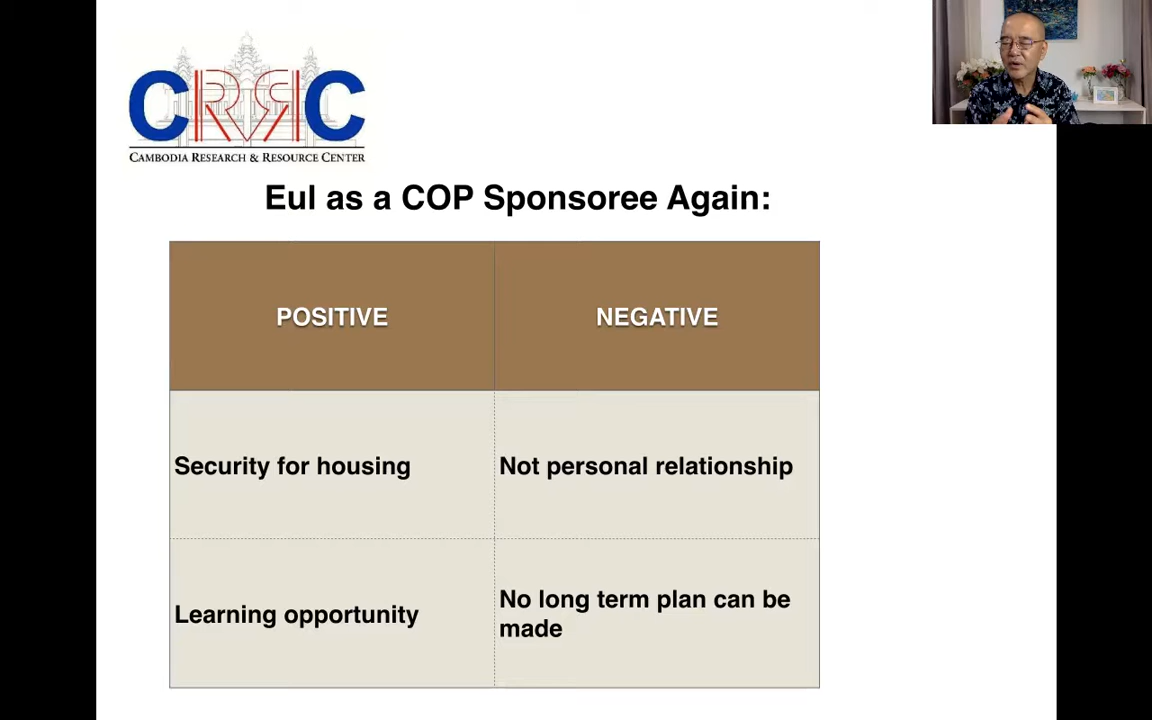 CRRC
CAMBODIA RESEARCH & RESOURCE CENTER
Eul as a COP Sponsoree Again:
POSITIVE
NEGATIVE
Security for housing
Not personal relationship
Learning opportunity
No long term plan can be
made